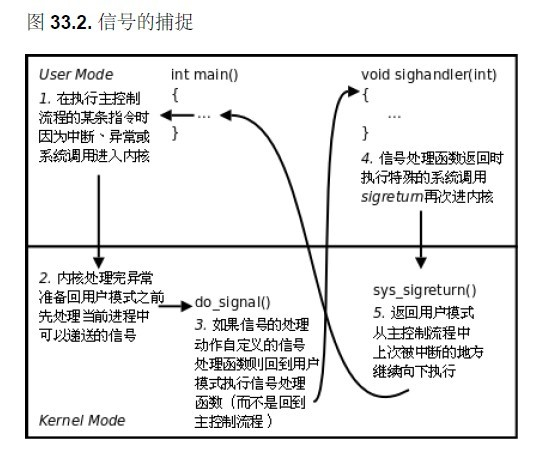 图 33.2. 信号的捕捉
User Mode
1. 在执行主控制
流程的某条指令时
因为中断、异常或
系统调用进入内核
int main()
{
...
}
void sighandler(int)
{
...
}
4. 信号处理函数返回时
执行特殊的系统调用
sigreturn再次进内核
2. 内核处理完异常
准备回用户模式之前
先处理当前进程中
可以递送的信号
do_signal()
3. 如果信号的处理
动作自定义的信号
处理函数则回到用户
模式执行信号处理
函数（而不是回到
主控制流程）
sys_sigreturn()
5. 返回用户模式
从主控制流程中
上次被中断的地方
继续向下执行
Kernel Mode